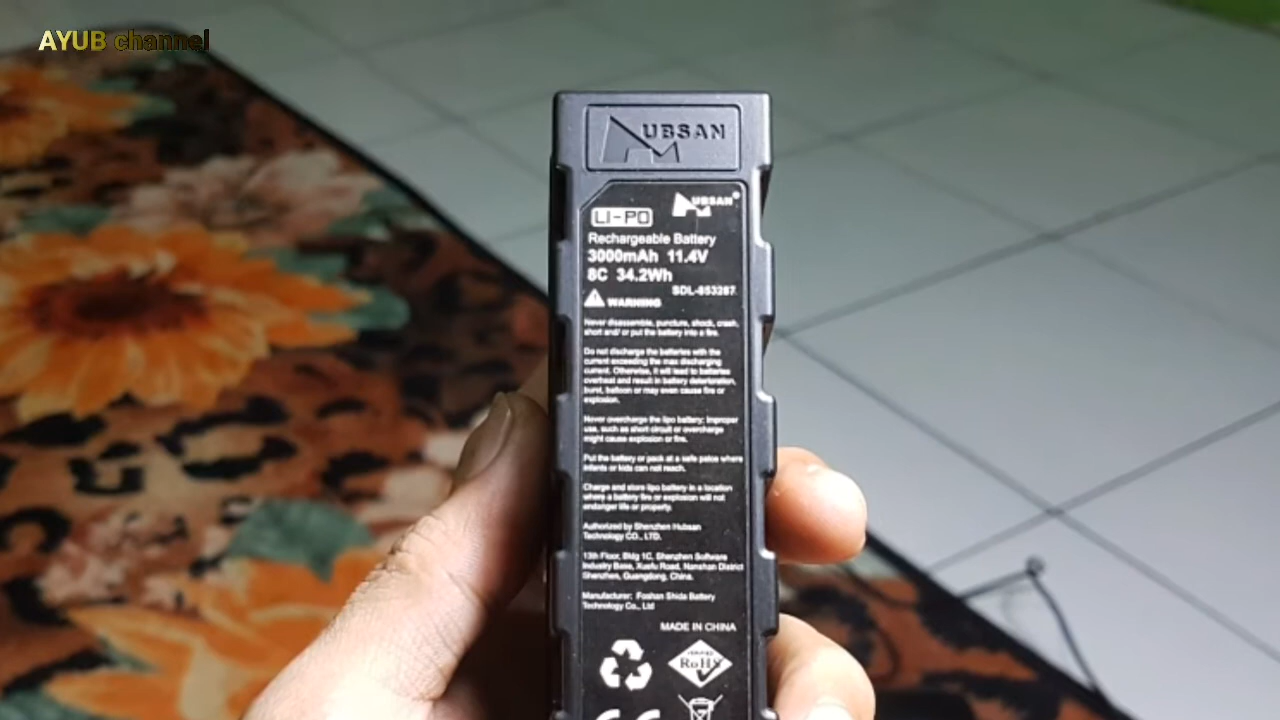 AYUB channel
UBSAN
UBSAN®
LI-PO
Rechargeable Battery
3000mAh 11.4V
8C 34.2Wh
SDL-853287
WARNING
Never disassemble, puncture, shock, crash,
short and/ or put the battery into a fire.
Do not discharge the batteries with the
current exceeding the max discharging
current. Otherwise, it will lead to batteries
overheat and result in battery deterioration,
burst, balloon or may even cause fire or
explosion.
Never overcharge the lipo battery; Improper
use, such as short circuit or overcharge
might cause explosion or fire.
Put the battery or pack at a safe palce where
infants or kids can not reach.
Charge and store lipo battery in a location
where a battery fire or explosion will not
endanger life or property.
Authorized by Shenzhen Hubsan
Technology CO., LTD.
13th Floor, Bldg 1C, Shenzhen Software
Industry Base, Xuefu Road, Nanshan District
Shenzhen, Guangdong, China.
Manufacturer: Foshan Shida Battery
Technology Co., Ltd
MADE IN CHINA
RoHS